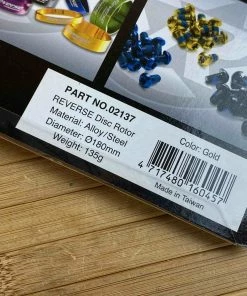 PART NO.02137
REVERSE Disc Rotor
Material: Alloy/Steel
Diameter: Ø180mm
Weight: 136g
Color: Gold
4 717480 160457
Made in Taiwan